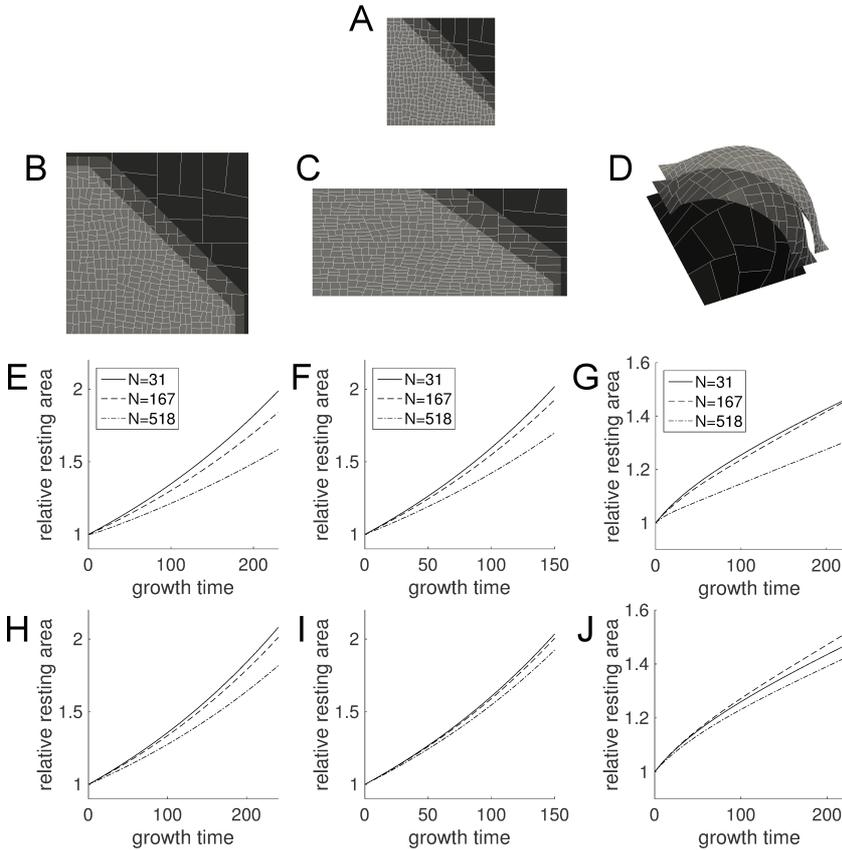 A
B
C
D
E
relative resting area
2
1.5
1
N=31
N=167
N=518
0
100
200
growth time
F
relative resting area
2
1.5
1
N=31
N=167
N=518
0
50
100
150
growth time
G
relative resting area
1.6
1.4
1.2
1
N=31
N=167
N=518
0
100
200
growth time
H
relative resting area
2
1.5
1
0
100
200
growth time
I
relative resting area
2
1.5
1
0
50
100
150
growth time
J
relative resting area
1.6
1.4
1.2
1
0
100
200
growth time